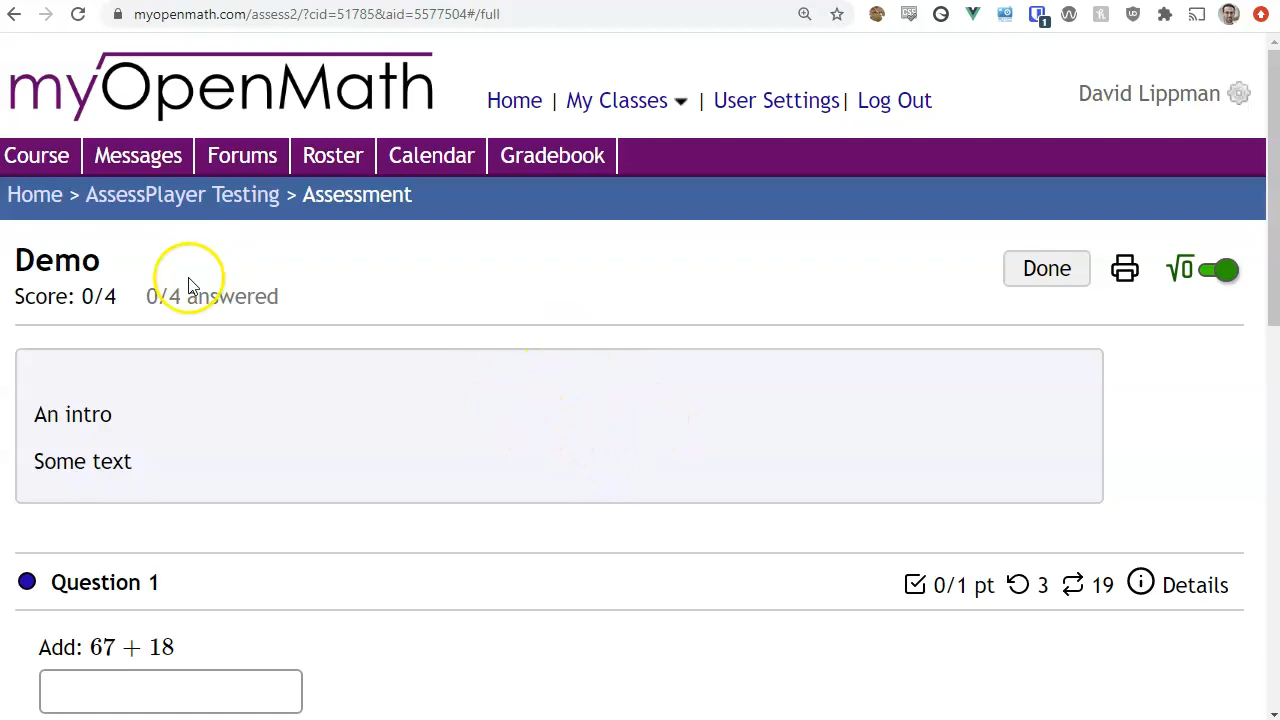 myopenmath.com/assess2/?cid=51785&aid=5577504#/full
myOpenMath
Home | My Classes | User Settings | Log Out
David Lippman
Course Messages Forums Roster Calendar Gradebook
Home > AssessPlayer Testing > Assessment
Demo
Score: 0/4 0/4 answered
Done √0
An intro
Some text
Question 1
0/1 pt 3 19 Details
Add: 67 + 18